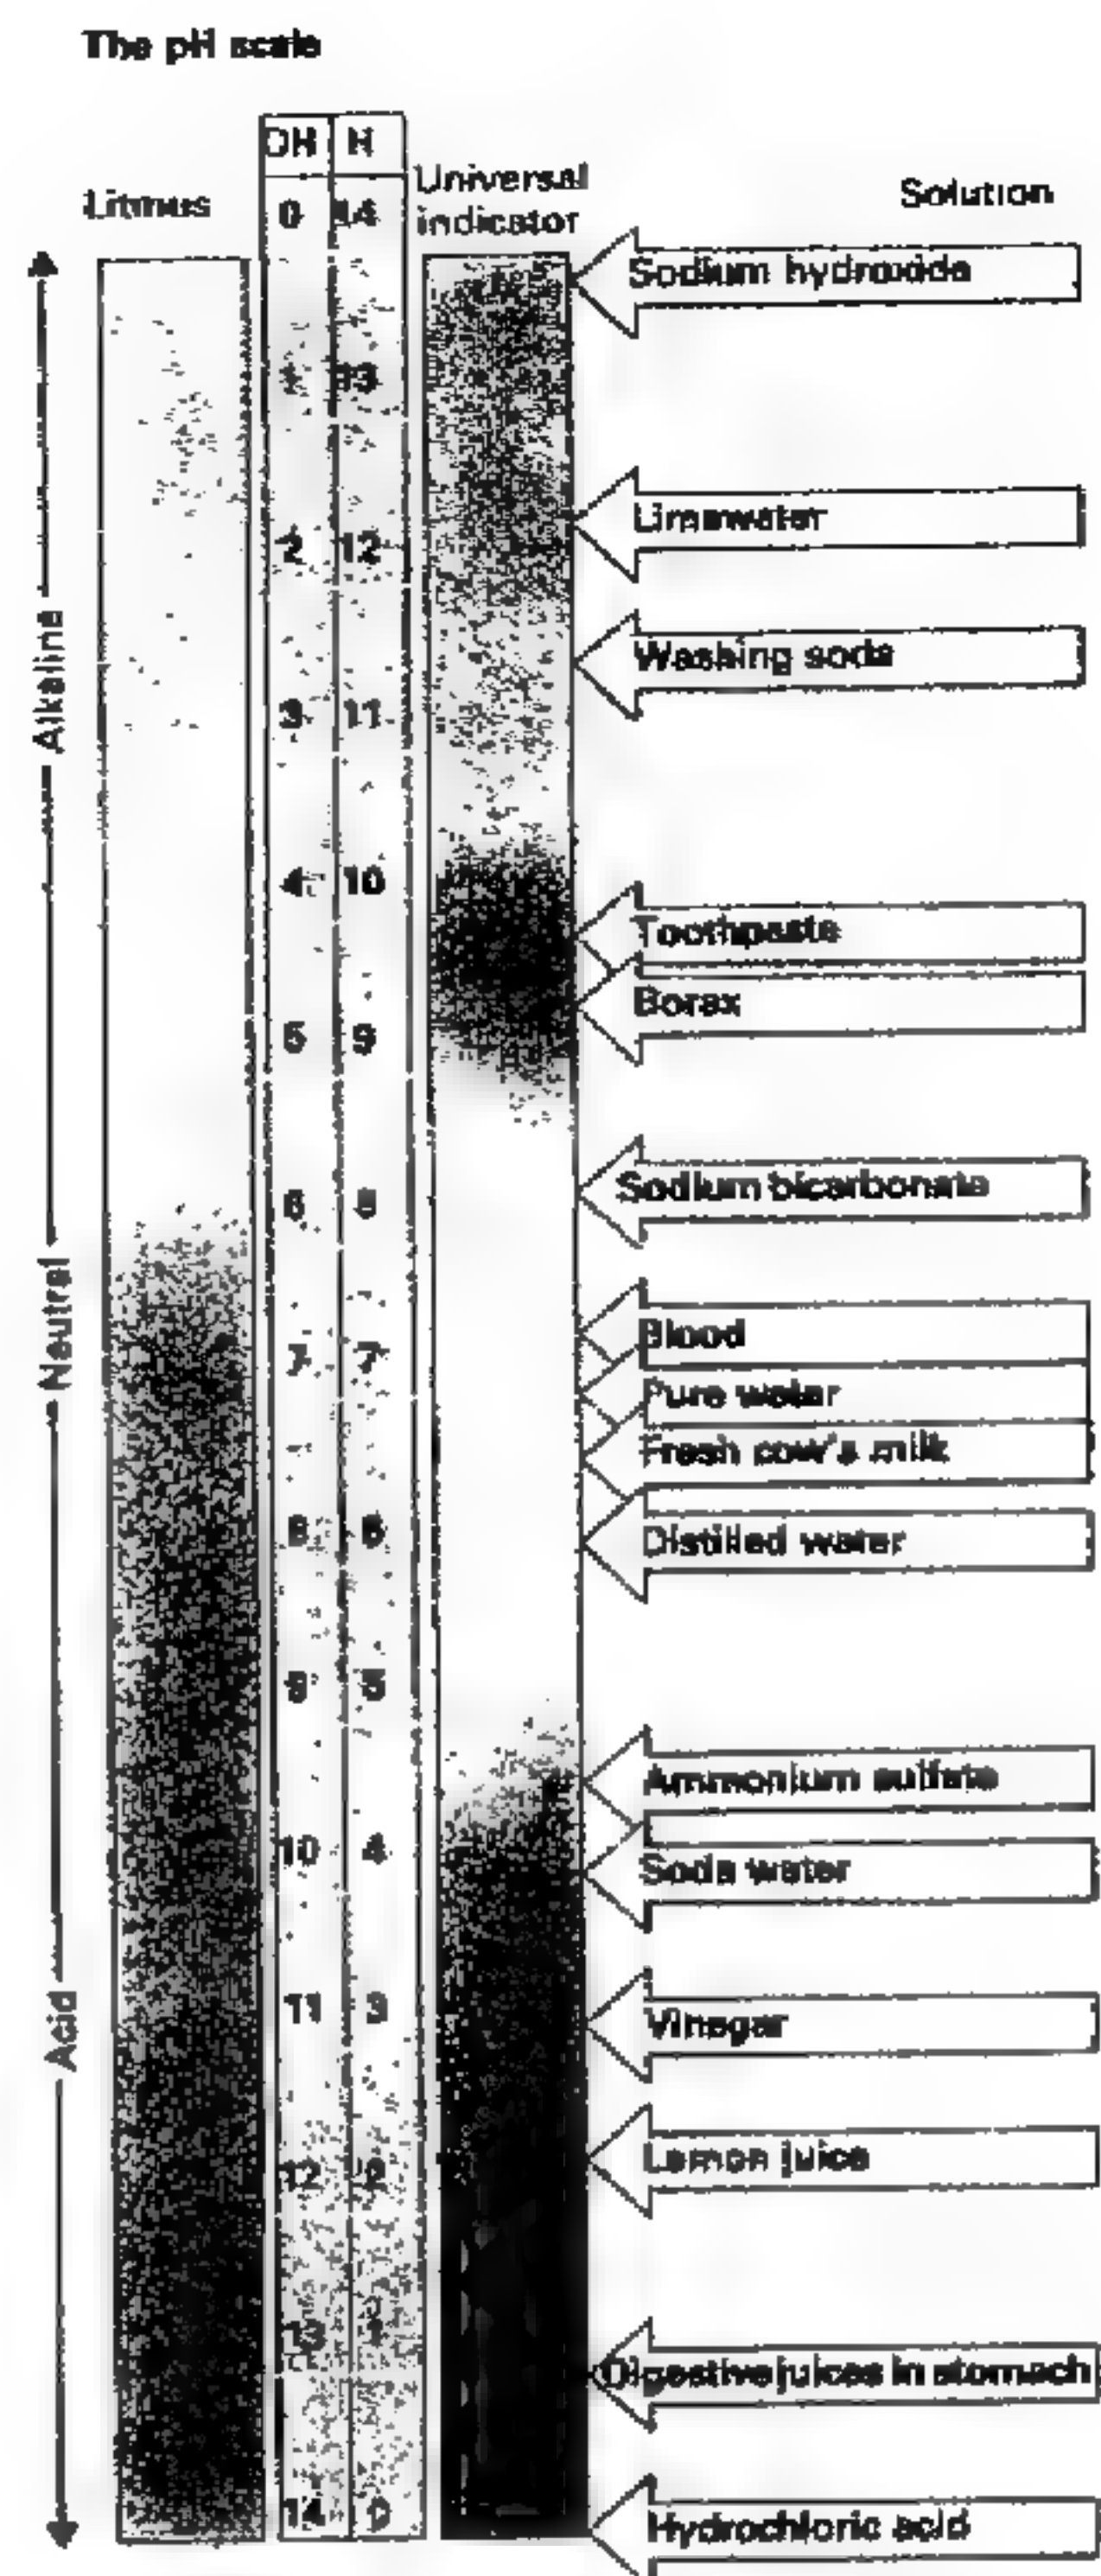 The pH scale
OH H
Litmus
Universal
indicator
Solution
0 14
Sodium hydroxide
1 13
Limewater
2 12
Washing soda
3 11
Alkaline
4 10
Toothpaste
Borax
5 9
Sodium bicarbonate
6 8
Neutral
Blood
7 7
Pure water
Fresh cow's milk
8 6
Distilled water
9 5
Ammonium sulfate
10 4
Soda water
Acid
11 3
Vinegar
12 2
Lemon juice
13 1
Digestive juices in stomach
14 0
Hydrochloric acid